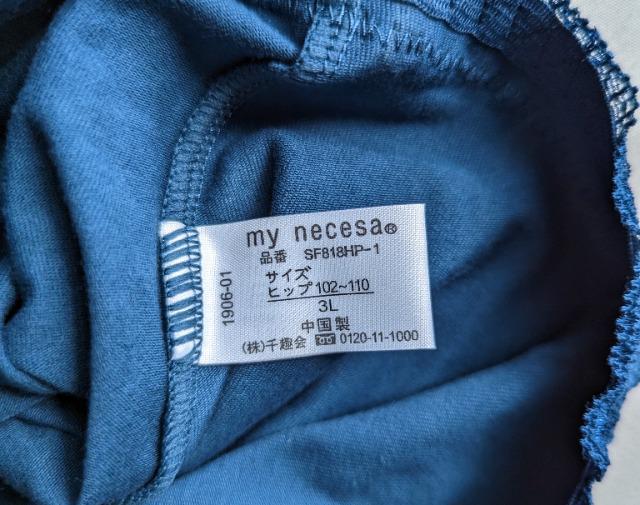 my necesa®
品番 SF818HP-1
サイズ
ヒップ 102~110
3L
中国製
(株)千趣会 0120-11-1000
1906-01